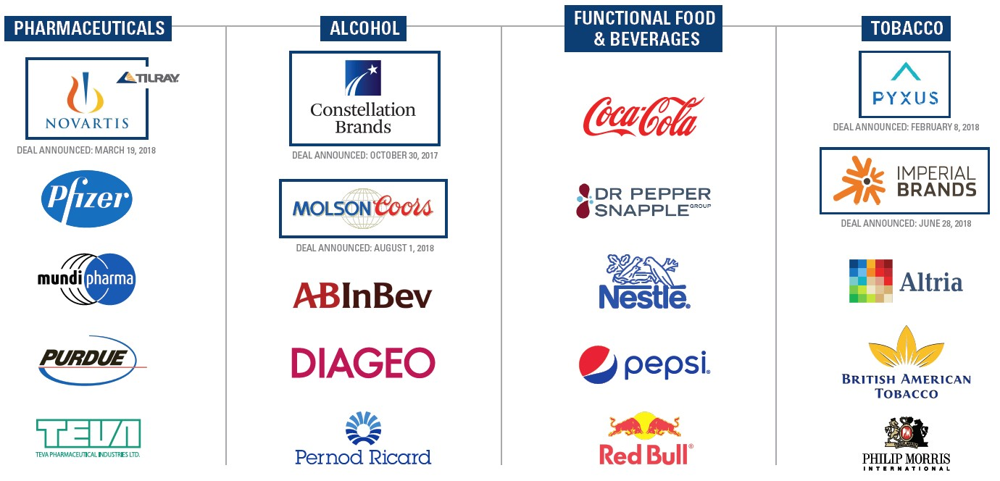 PHARMACEUTICALS
TILRAY
NOVARTIS
DEAL ANNOUNCED: MARCH 19, 2018
Pfizer
mundipharma
PURDUE
TEVA
TEVA PHARMACEUTICAL INDUSTRIES LTD.
ALCOHOL
Constellation
Brands
DEAL ANNOUNCED: OCTOBER 30, 2017
MOLSON Coors
DEAL ANNOUNCED: AUGUST 1, 2018
ABInBev
DIAGEO
Pernod Ricard
FUNCTIONAL FOOD
& BEVERAGES
Coca-Cola
DR PEPPER
SNAPPLE GROUP
Nestle®
pepsi®
Red Bull®
TOBACCO
PYXUS
DEAL ANNOUNCED: FEBRUARY 8, 2018
IMPERIAL
BRANDS
DEAL ANNOUNCED: JUNE 28, 2018
Altria
BRITISH AMERICAN
TOBACCO
PM
PHILIP MORRIS
INTERNATIONAL